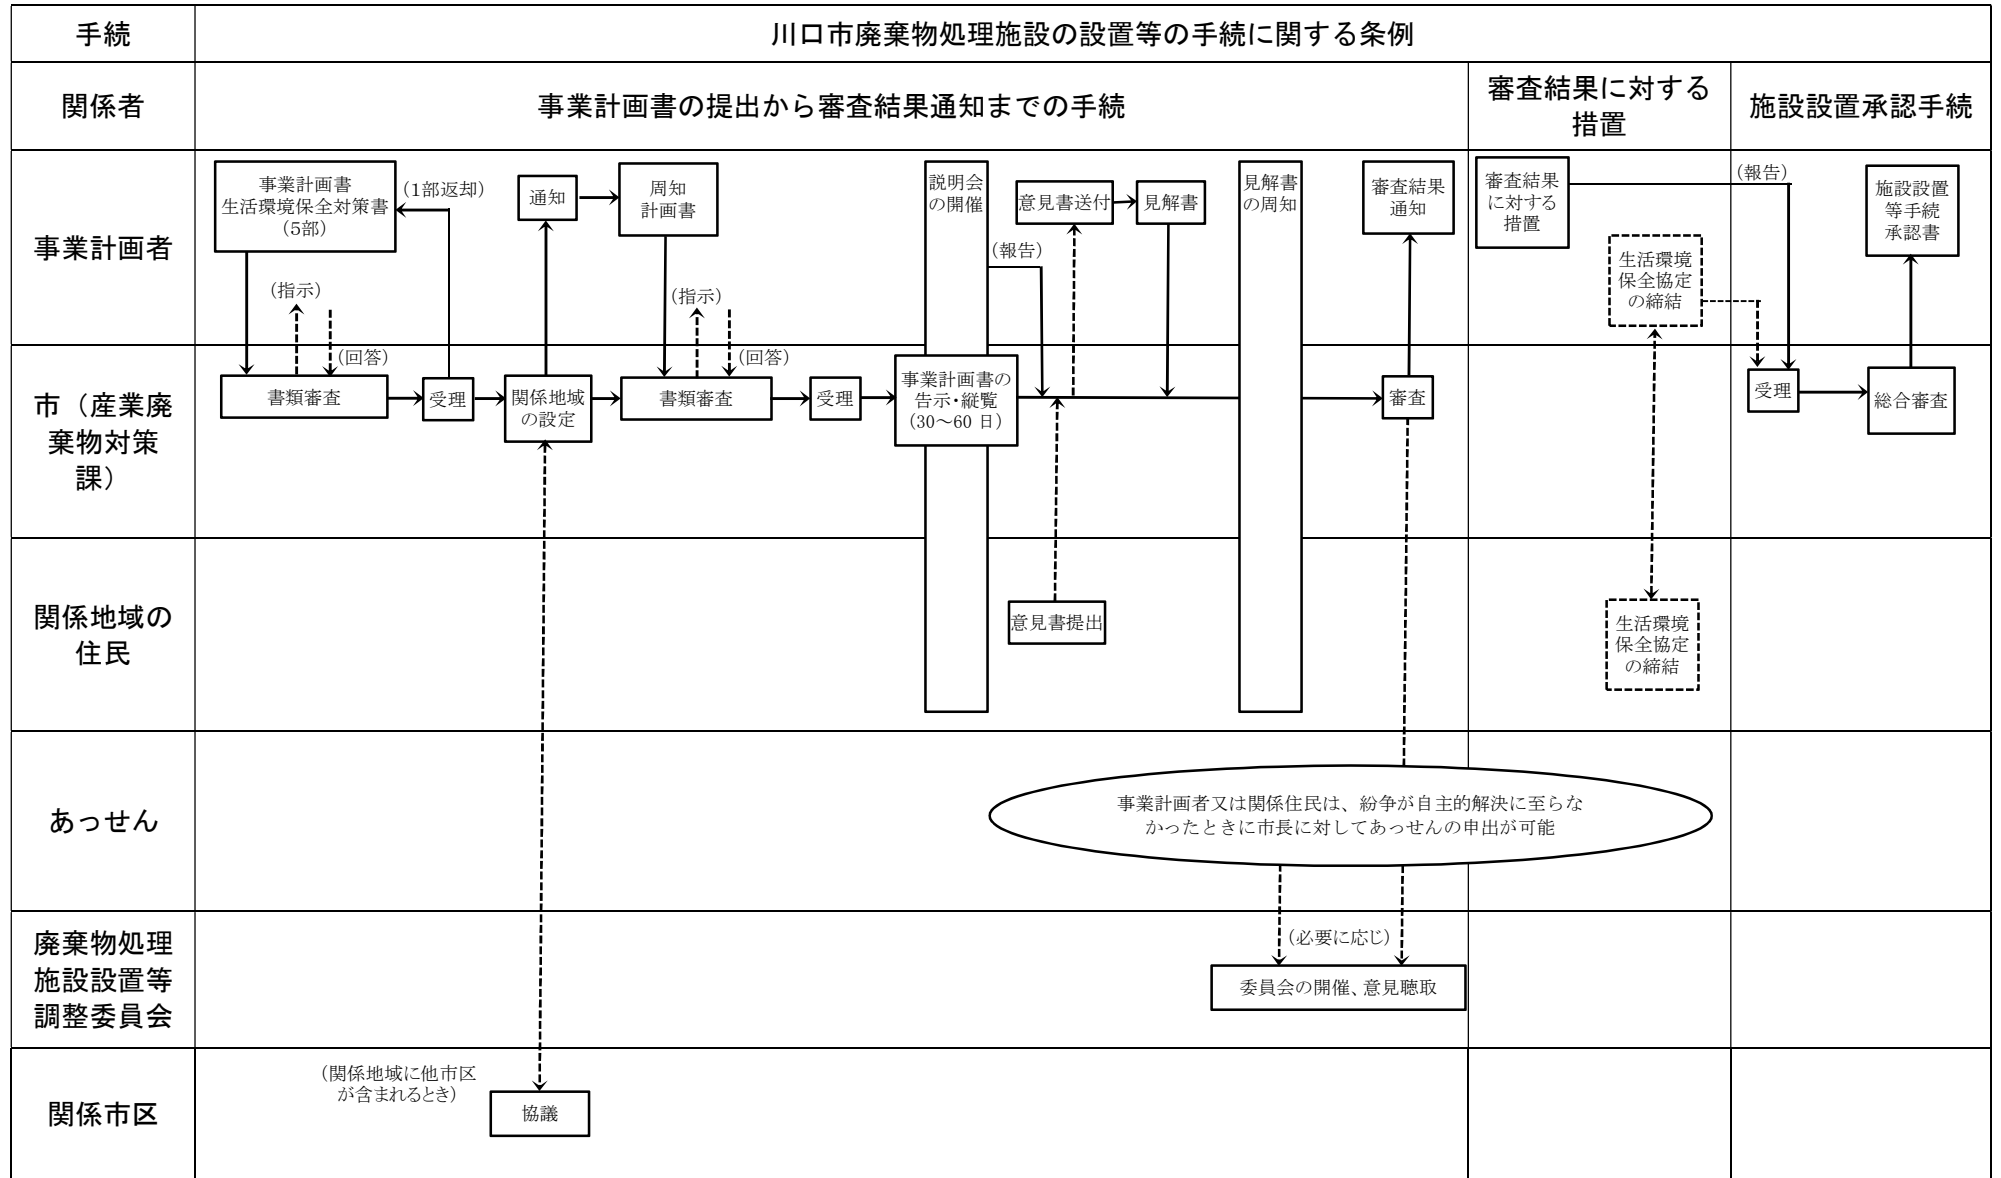 手続
川口市廃棄物処理施設の設置等の手続に関する条例
関係者
事業計画書の提出から審査結果通知までの手続
審査結果に対する
措置
施設設置承認手続
事業計画者
事業計画書
生活環境保全対策書
(5部)
(1部返却)
通知
周知
計画書
説明会
の開催
意見書送付
見解書
見解書
の周知
審査結果
通知
審査結果
に対する
措置
(報告)
施設設置
等手続
承認書
(報告)
生活環境
保全協定
の締結
(指示)
(指示)
(回答)
(回答)
市(産業廃
棄物対策
課)
書類審査
受理
関係地域
の設定
書類審査
受理
事業計画書の
告示・縦覧
(30~60 日)
審査
受理
総合審査
関係地域の
住民
意見書提出
生活環境
保全協定
の締結
あっせん
事業計画者又は関係住民は、紛争が自主的解決に至らな
かったときに市長に対してあっせんの申出が可能
廃棄物処理
施設設置等
調整委員会
(必要に応じ)
委員会の開催、意見聴取
関係市区
(関係地域に他市区
が含まれるとき)
協議